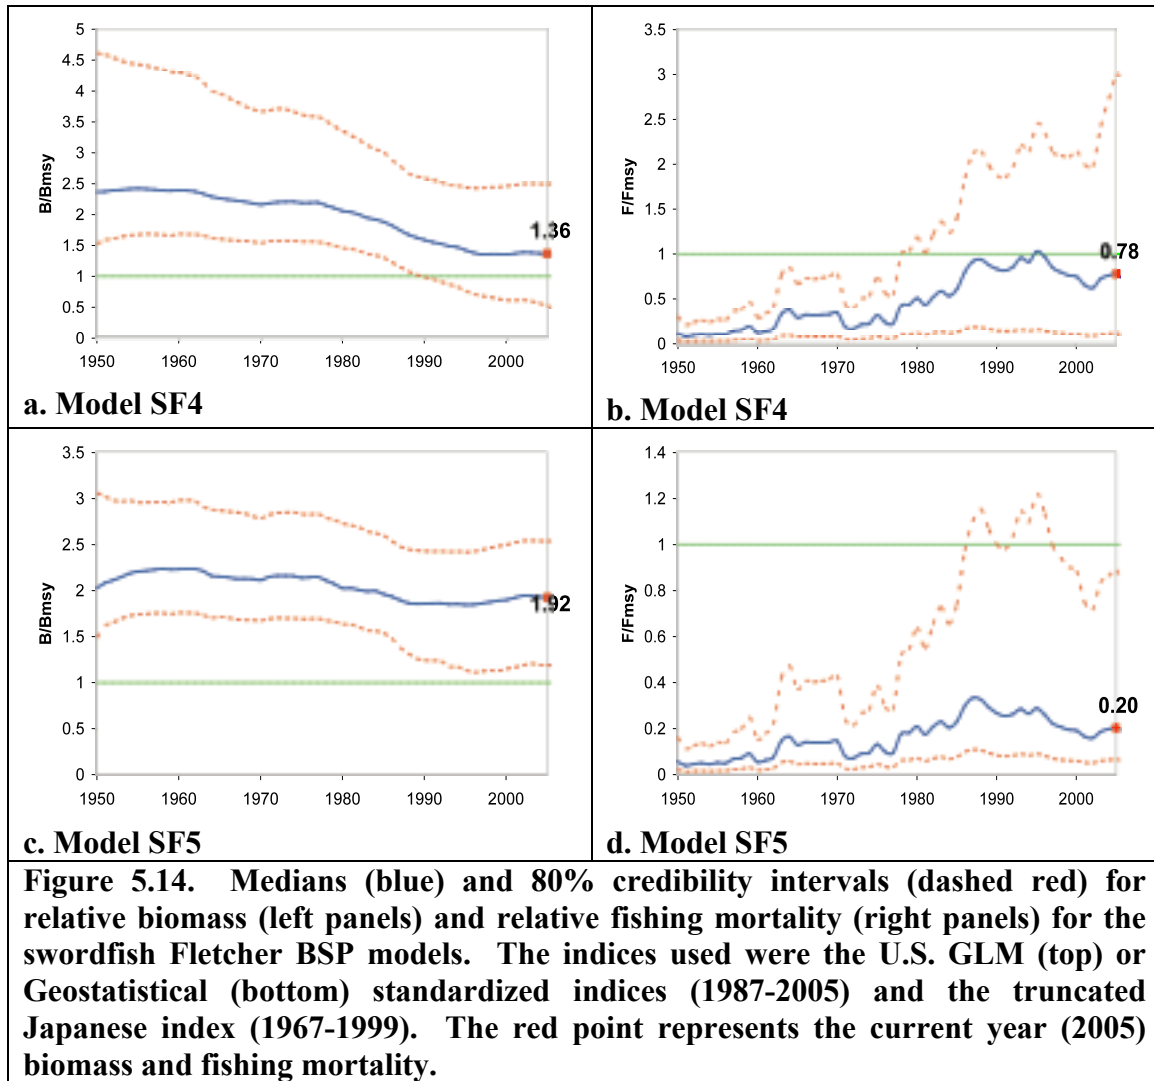 5
4.5
4
3.5
3
2.5
2
1.5
1
0.5
0
B/Bmsy
1.36
1950 1960 1970 1980 1990 2000
a. Model SF4
3.5
3
2.5
2
1.5
1
0.5
0
F/Fmsy
0.78
1950 1960 1970 1980 1990 2000
b. Model SF4
3.5
3
2.5
2
1.5
1
0.5
0
B/Bmsy
1.92
1950 1960 1970 1980 1990 2000
c. Model SF5
1.4
1.2
1
0.8
0.6
0.4
0.2
0
F/Fmsy
0.20
1950 1960 1970 1980 1990 2000
d. Model SF5
Figure 5.14. Medians (blue) and 80% credibility intervals (dashed red) for
relative biomass (left panels) and relative fishing mortality (right panels) for the
swordfish Fletcher BSP models. The indices used were the U.S. GLM (top) or
Geostatistical (bottom) standardized indices (1987-2005) and the truncated
Japanese index (1967-1999). The red point represents the current year (2005)
biomass and fishing mortality.